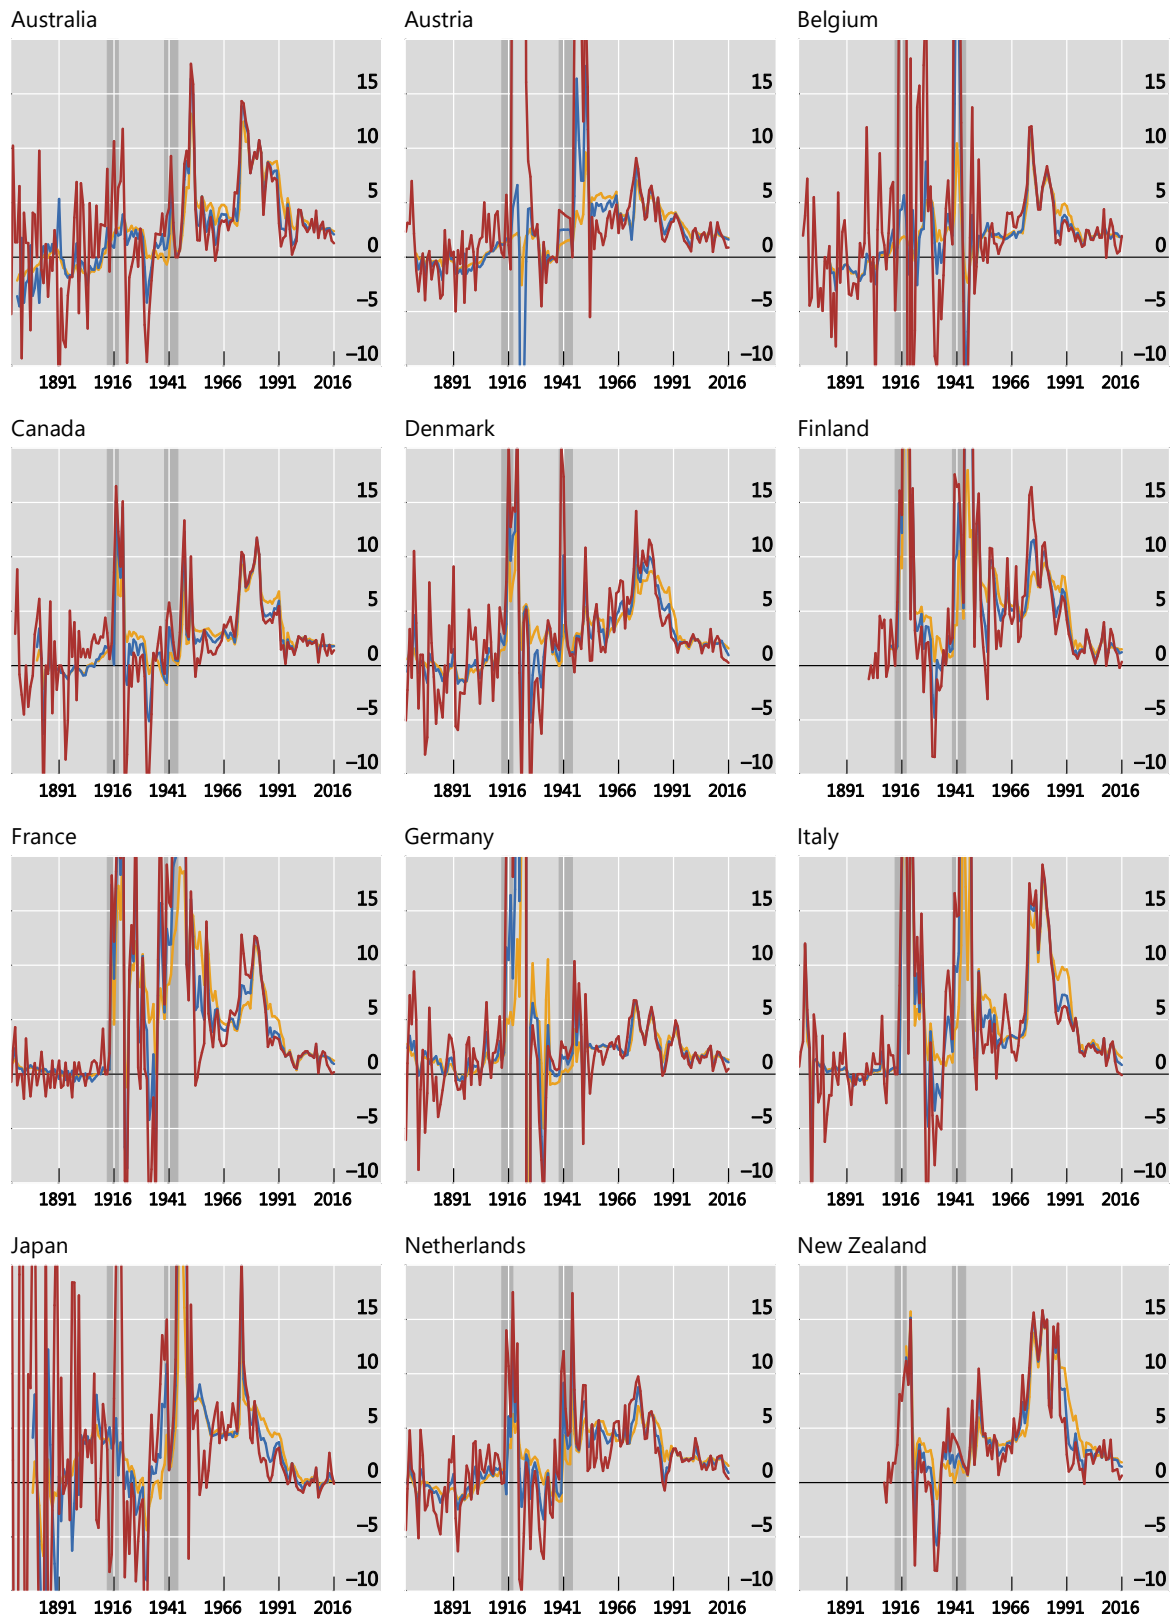 Australia Austria Belgium
15 15 15
10 10 10
5 5 5
0 0 0
–5 –5 –5
–10 –10 –10
1891 1916 1941 1966 1991 2016 1891 1916 1941 1966 1991 2016 1891 1916 1941 1966 1991 2016
Canada Denmark Finland
15 15 15
10 10 10
5 5 5
0 0 0
–5 –5 –5
–10 –10 –10
1891 1916 1941 1966 1991 2016 1891 1916 1941 1966 1991 2016 1891 1916 1941 1966 1991 2016
France Germany Italy
15 15 15
10 10 10
5 5 5
0 0 0
–5 –5 –5
–10 –10 –10
1891 1916 1941 1966 1991 2016 1891 1916 1941 1966 1991 2016 1891 1916 1941 1966 1991 2016
Japan Netherlands New Zealand
15 15 15
10 10 10
5 5 5
0 0 0
–5 –5 –5
–10 –10 –10
1891 1916 1941 1966 1991 2016 1891 1916 1941 1966 1991 2016 1891 1916 1941 1966 1991 2016